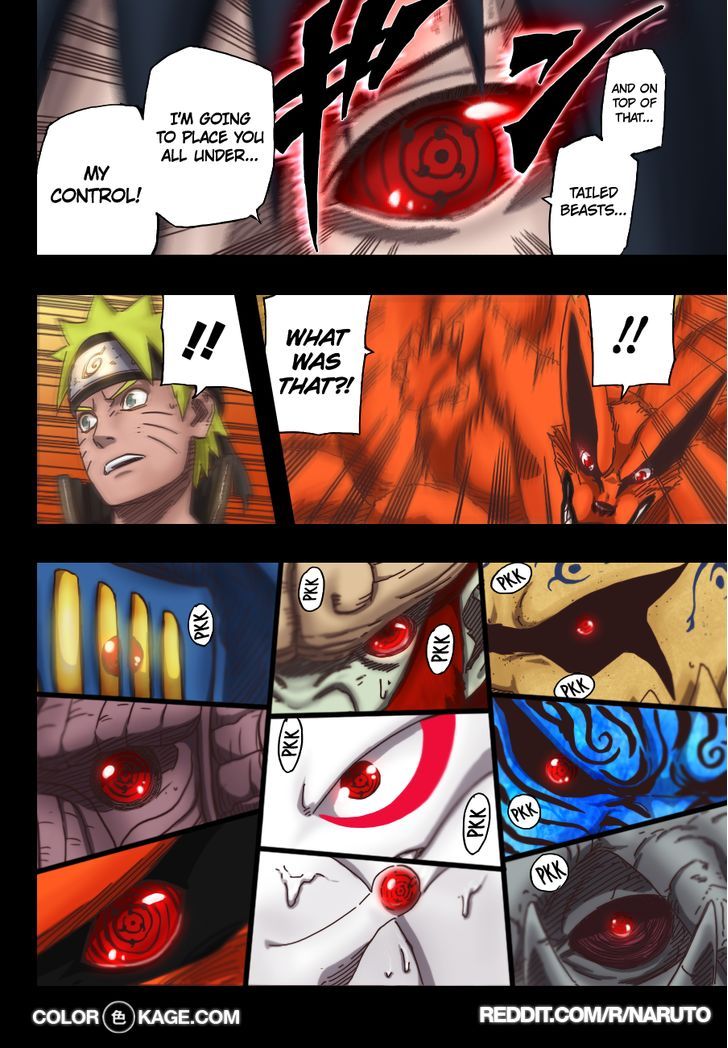 AND ON
TOP OF
THAT...
TAILED
BEASTS...
I'M GOING
TO PLACE YOU
ALL UNDER...
MY
CONTROL!
!!
WHAT
WAS
THAT?!
!!
PKK
PKK
PKK
PKK
PKK
PKK
PKK
PKK
PKK
COLOR 色 KAGE.COM
REDDIT.COM/R/NARUTO